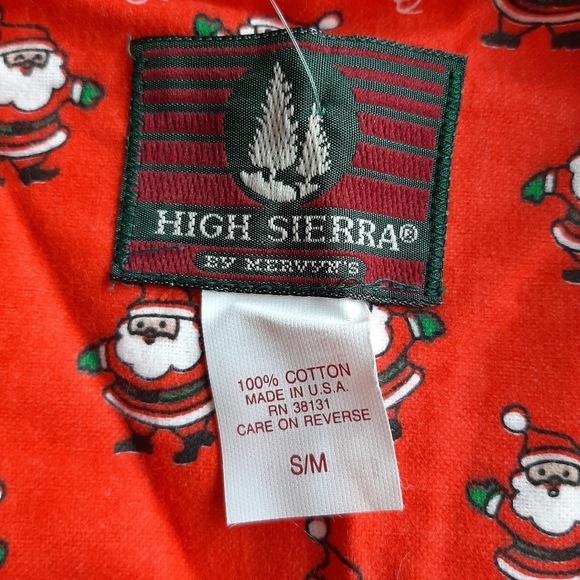 HIGH SIERRA®
BY MERVYN'S
100% COTTON
MADE IN U.S.A.
RN 38131
CARE ON REVERSE
S/M